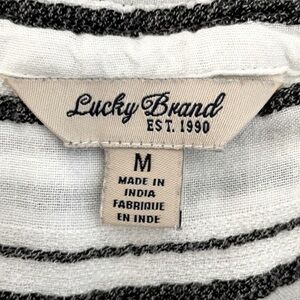 Lucky Brand
EST. 1990
M
MADE IN
INDIA
FABRIQUE
EN INDE